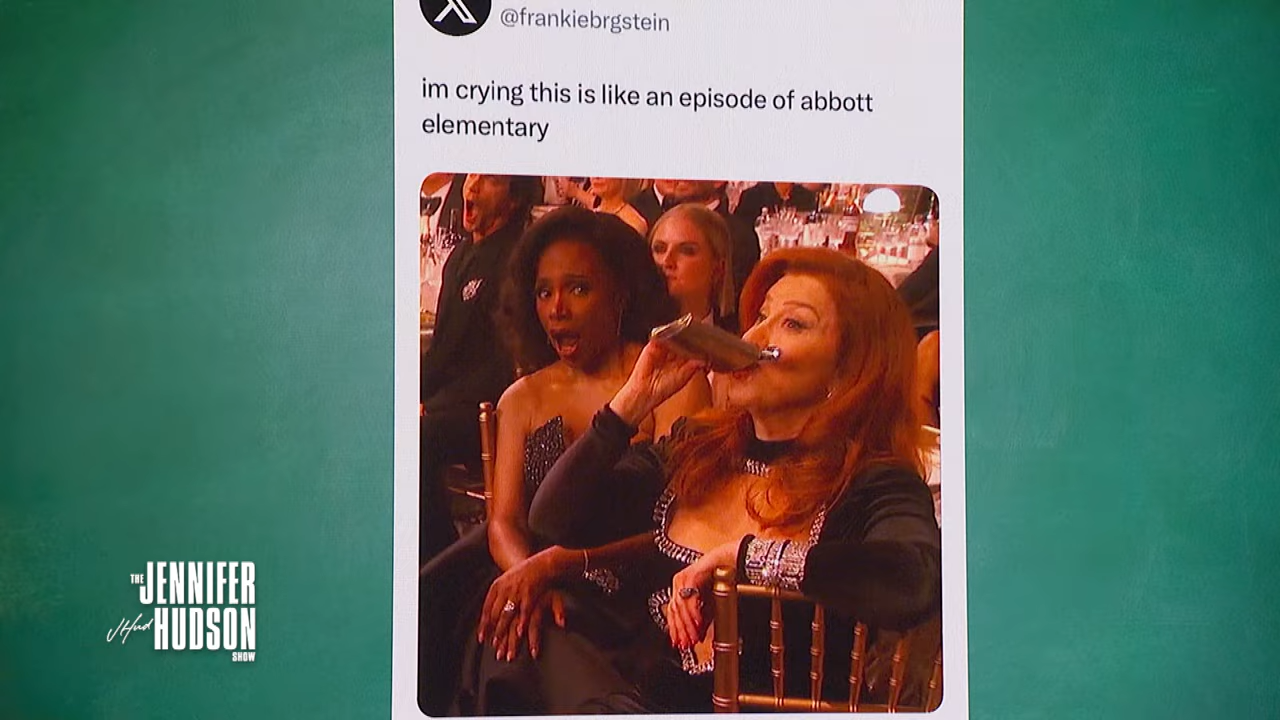 @frankiebrgstein
im crying this is like an episode of abbott
elementary
THE
JENNIFER
JHud HUDSON
SHOW